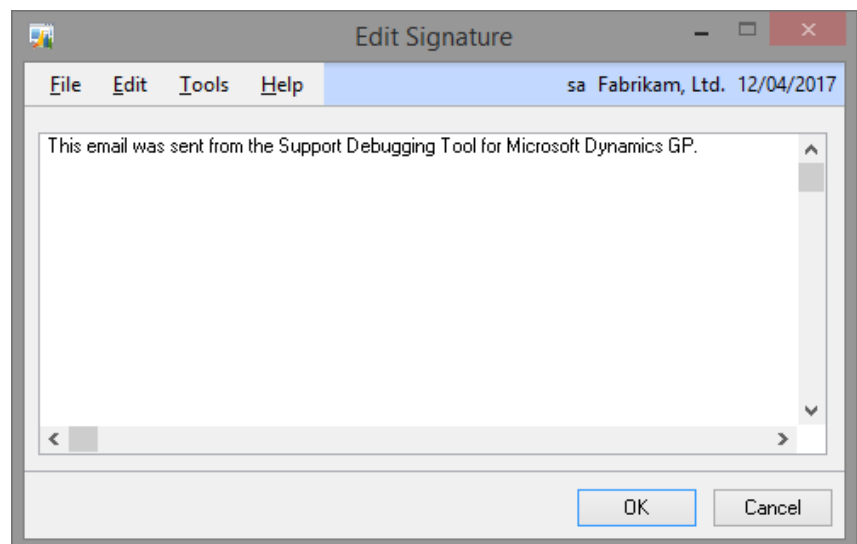 Edit Signature
File Edit Tools Help sa Fabrikam, Ltd. 12/04/2017
This email was sent from the Support Debugging Tool for Microsoft Dynamics GP.
OK Cancel